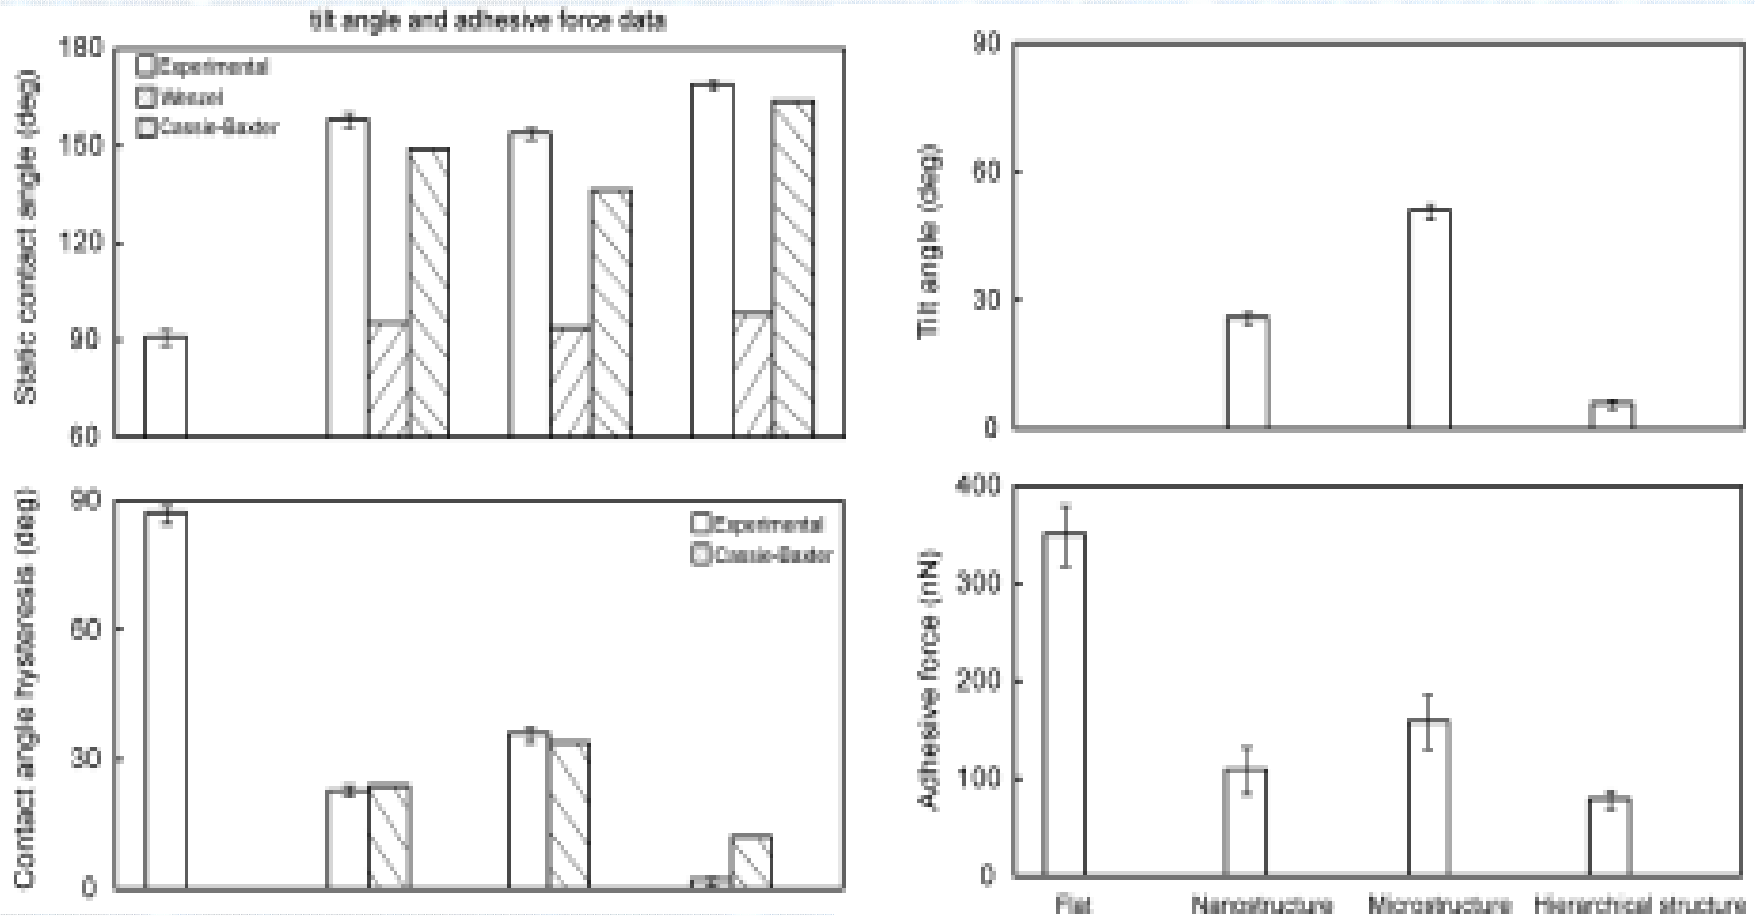 tilt angle and adhesive force data
Static contact angle (deg)
180
150
120
90
60
Experimental
Wenzel
Cassie-Baxter
Tilt angle (deg)
90
60
30
0
Contact angle hysteresis (deg)
90
60
30
0
Experimental
Cassie-Baxter
Adhesive force (nN)
400
300
200
100
0
Flat
Nanostructure
Microstructure
Hierarchical structure